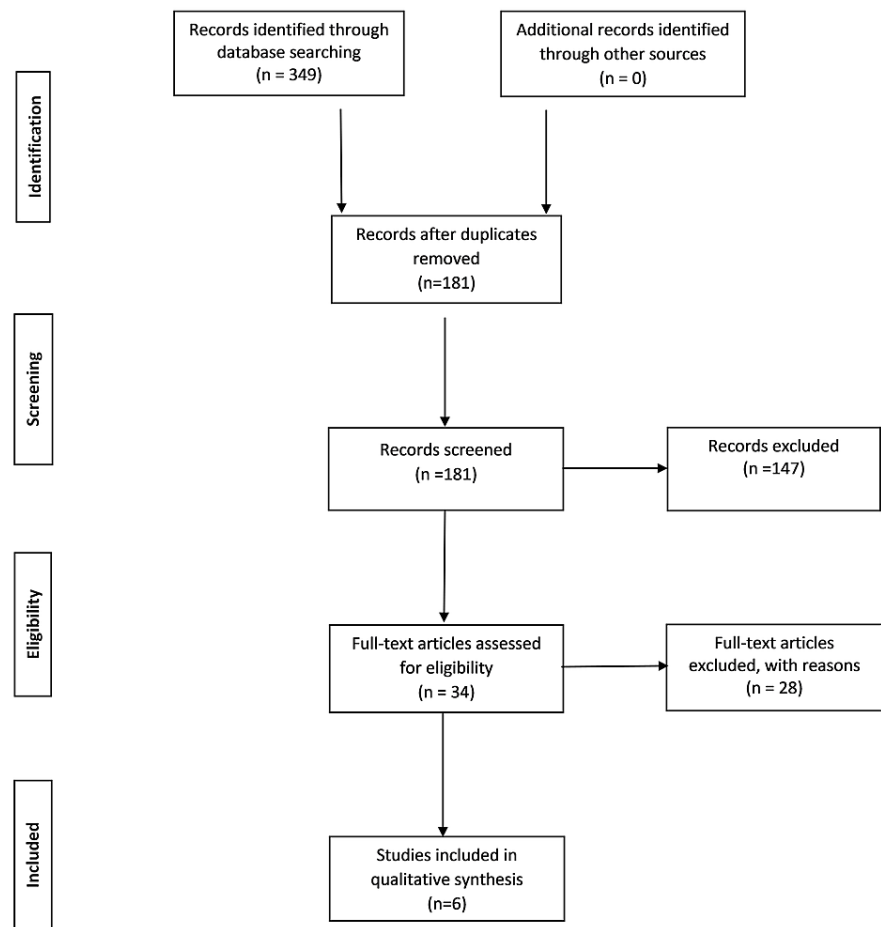 Records identified through
database searching
(n = 349)
Additional records identified
through other sources
(n = 0)
Identification
Records after duplicates
removed
(n=181)
Screening
Records screened
(n =181)
Records excluded
(n =147)
Eligibility
Full-text articles assessed
for eligibility
(n = 34)
Full-text articles
excluded, with reasons
(n = 28)
Included
Studies included in
qualitative synthesis
(n=6)